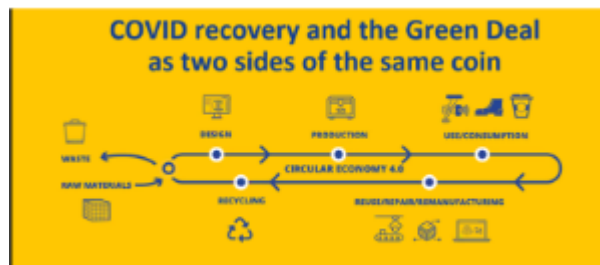 COVID recovery and the Green Deal
as two sides of the same coin
DESIGN
PRODUCTION
USE/CONSUMPTION
WASTE
CIRCULAR ECONOMY 4.0
RAW MATERIALS
RECYCLING
REUSE/REPAIR/REMANUFACTURING